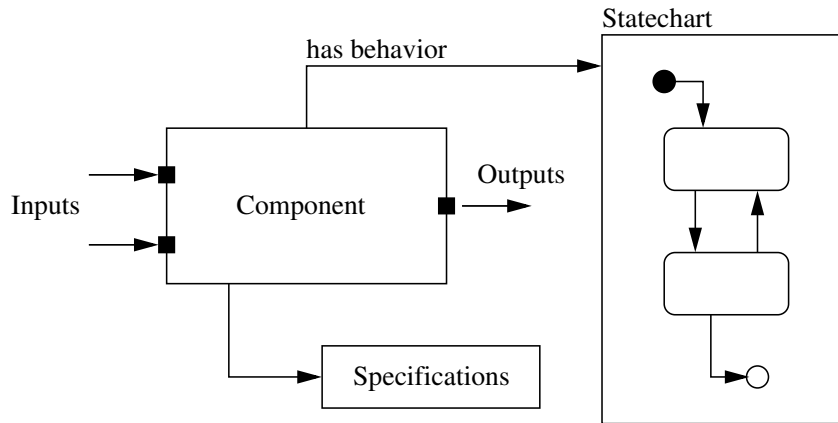 Statechart
has behavior
Inputs
Component
Outputs
Specifications